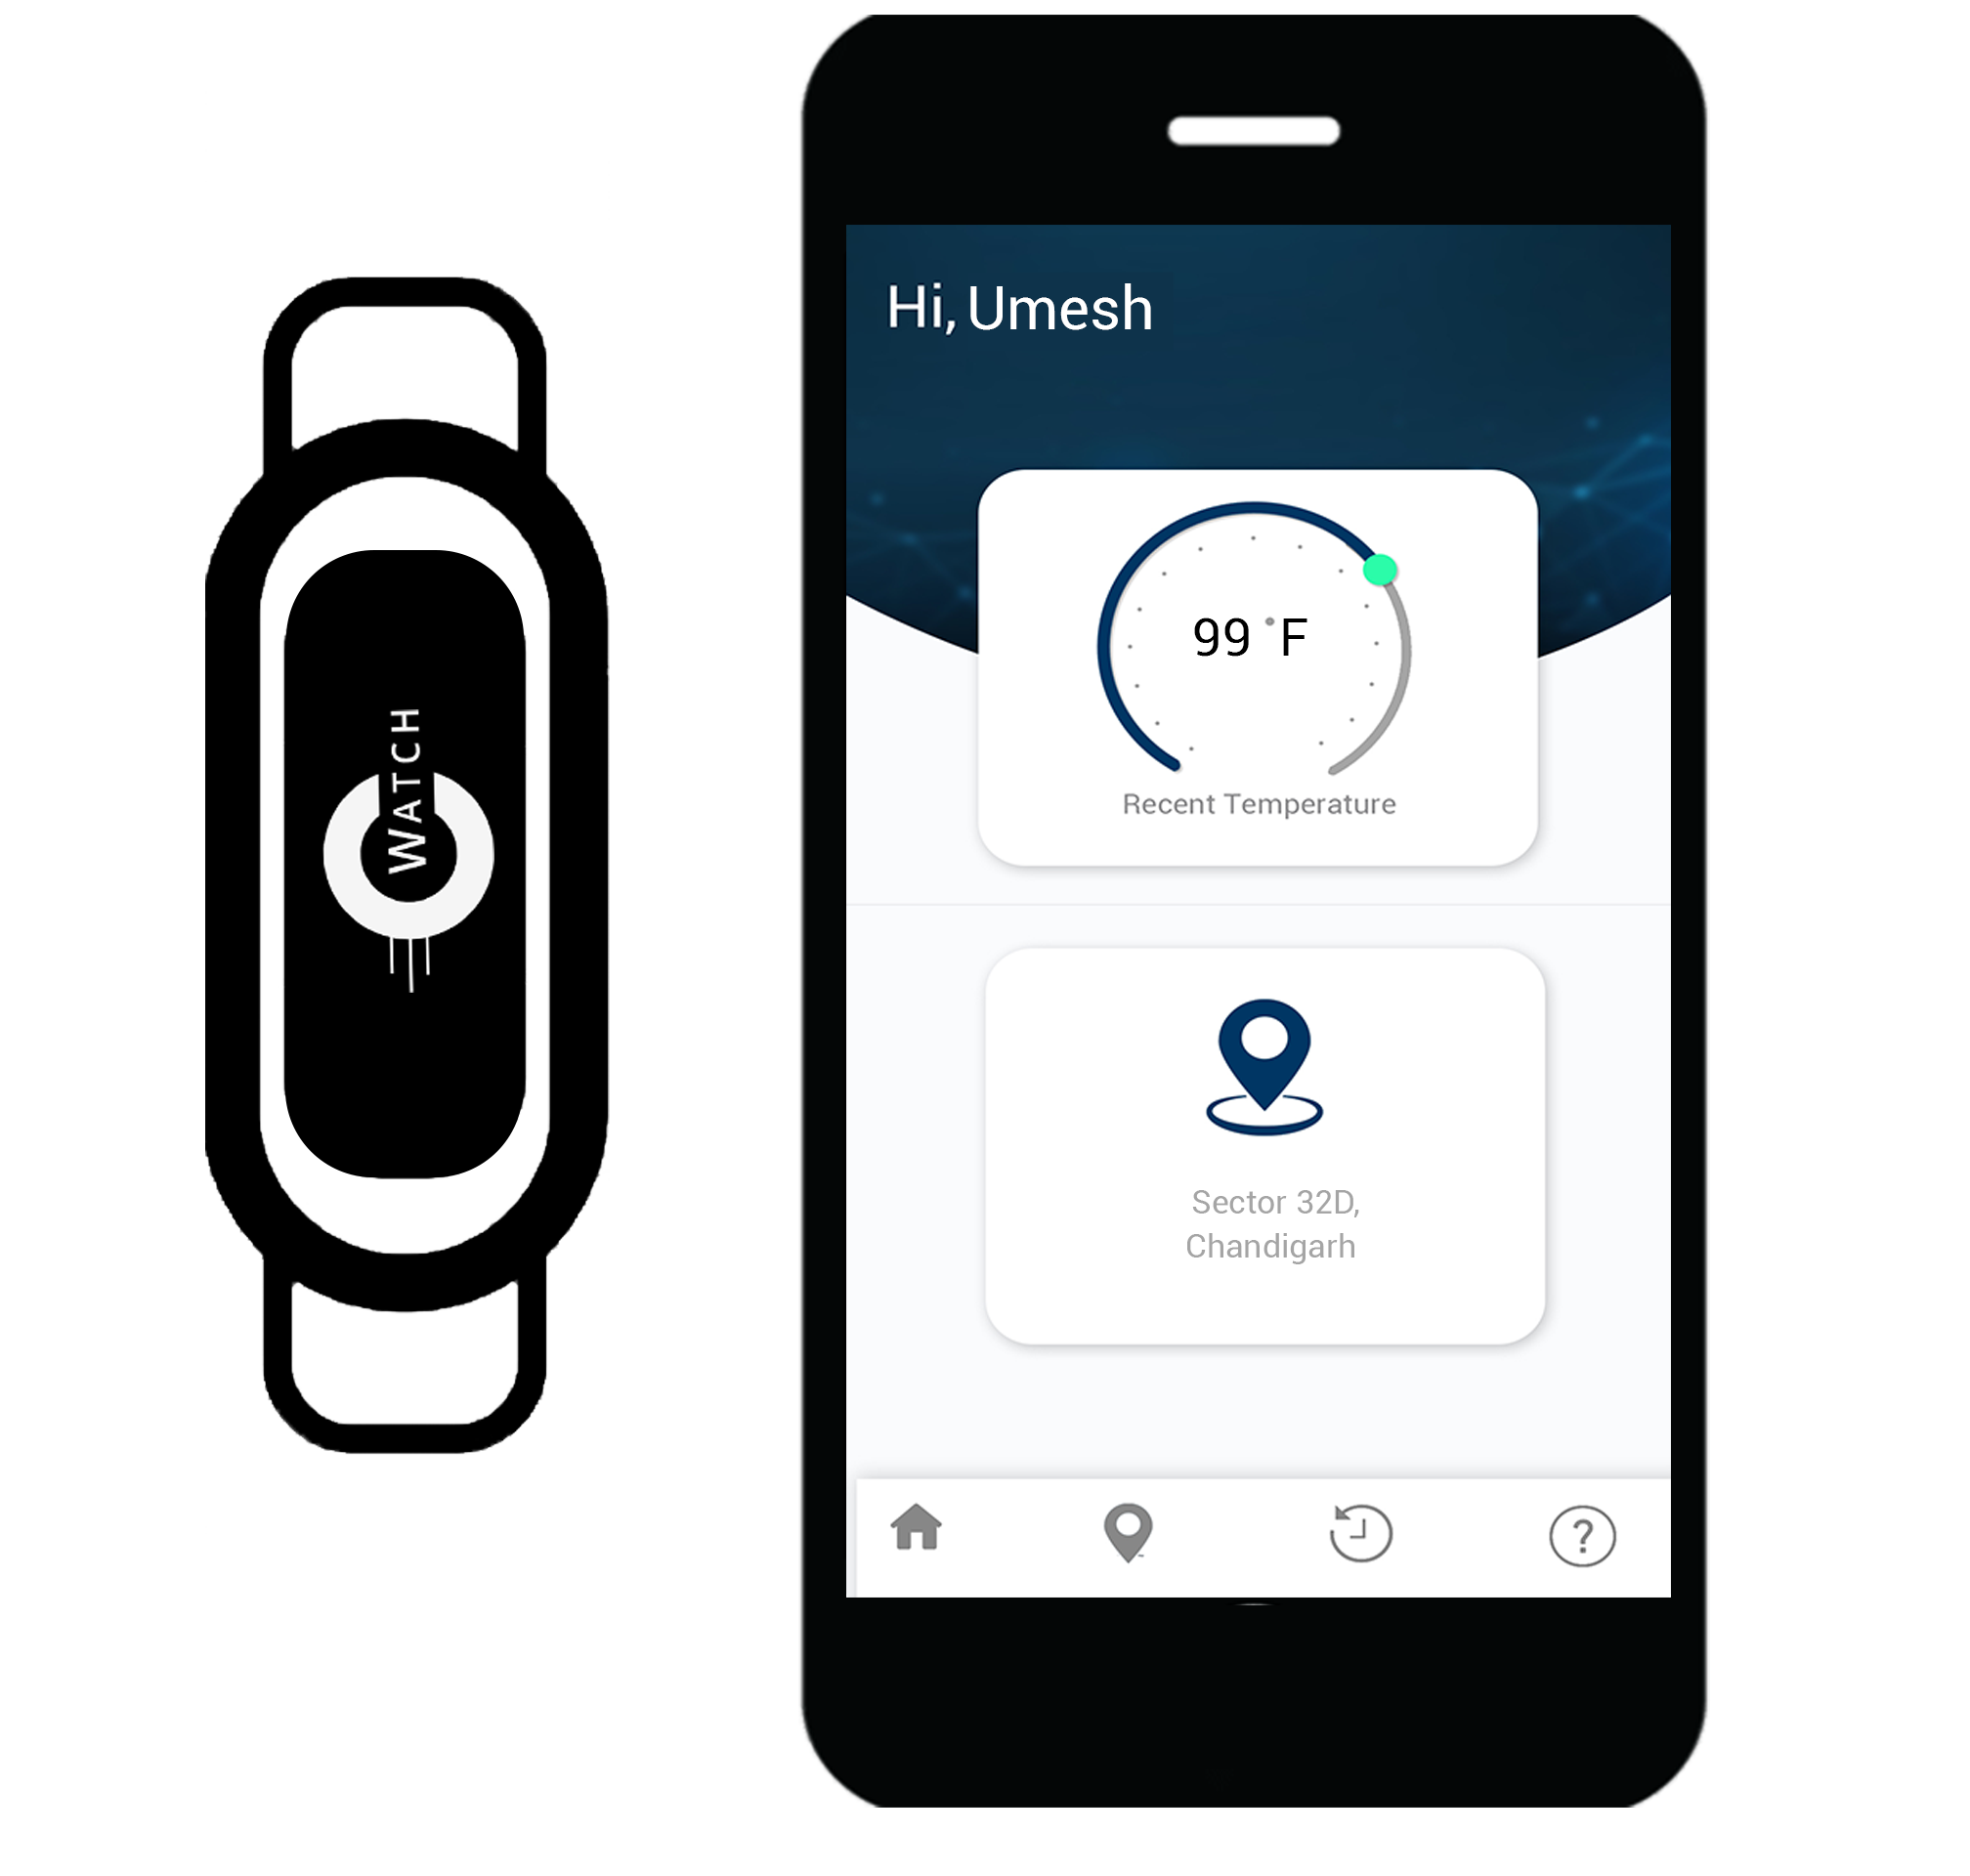 WATCH
Hi, Umesh
99 °F
Recent Temperature
Sector 32D,
Chandigarh
?